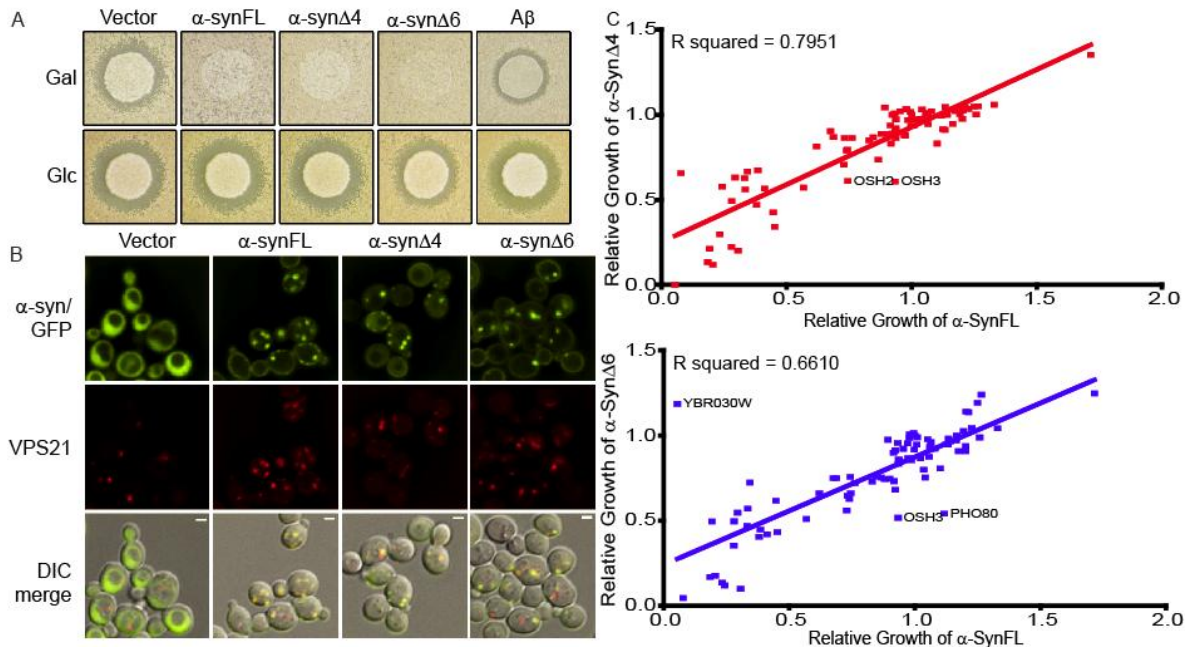 A
Vector
α-synFL
α-synΔ4
α-synΔ6
Aβ
Gal
Glc
B
Vector
α-synFL
α-synΔ4
α-synΔ6
α-syn/
GFP
VPS21
DIC
merge
C
R squared = 0.7951
Relative Growth of α-SynΔ4
1.5
1.0
0.5
0.0
OSH2
OSH3
0.0
0.5
1.0
1.5
2.0
Relative Growth of α-SynFL
R squared = 0.6610
Relative Growth of α-SynΔ6
1.5
1.0
0.5
0.0
YBR030W
OSH3
PHO80
0.0
0.5
1.0
1.5
2.0
Relative Growth of α-SynFL